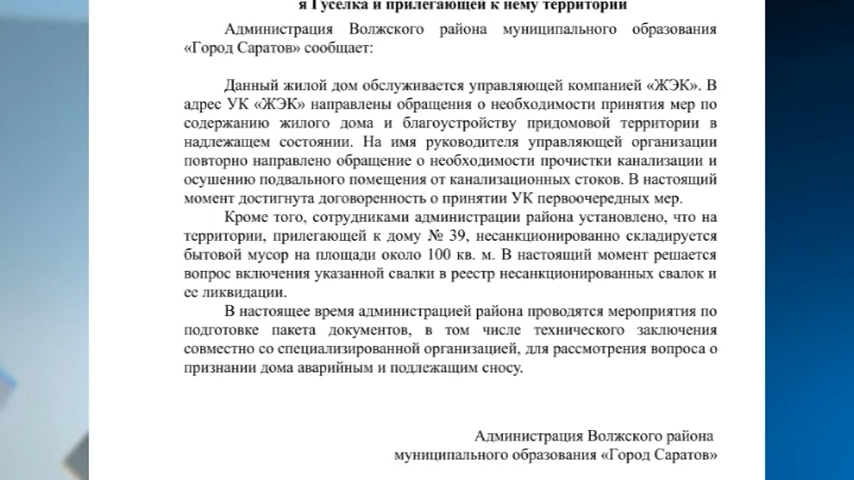 я Гуселка и прилегающей к нему территории
Администрация Волжского района муниципального образования
«Город Саратов» сообщает:
Данный жилой дом обслуживается управляющей компанией «ЖЭК». В
адрес УК «ЖЭК» направлены обращения о необходимости принятия мер по
содержанию жилого дома и благоустройству придомовой территории в
надлежащем состоянии. На имя руководителя управляющей организации
повторно направлено обращение о необходимости прочистки канализации и
осушению подвального помещения от канализационных стоков. В настоящий
момент достигнута договоренность о принятии УК первоочередных мер.
Кроме того, сотрудниками администрации района установлено, что на
территории, прилегающей к дому № 39, несанкционированно складируется
бытовой мусор на площади около 100 кв. м. В настоящий момент решается
вопрос включения указанной свалки в реестр несанкционированных свалок и
ее ликвидации.
В настоящее время администрацией района проводятся мероприятия по
подготовке пакета документов, в том числе технического заключения
совместно со специализированной организацией, для рассмотрения вопроса о
признании дома аварийным и подлежащим сносу.
Администрация Волжского района
муниципального образования «Город Саратов»